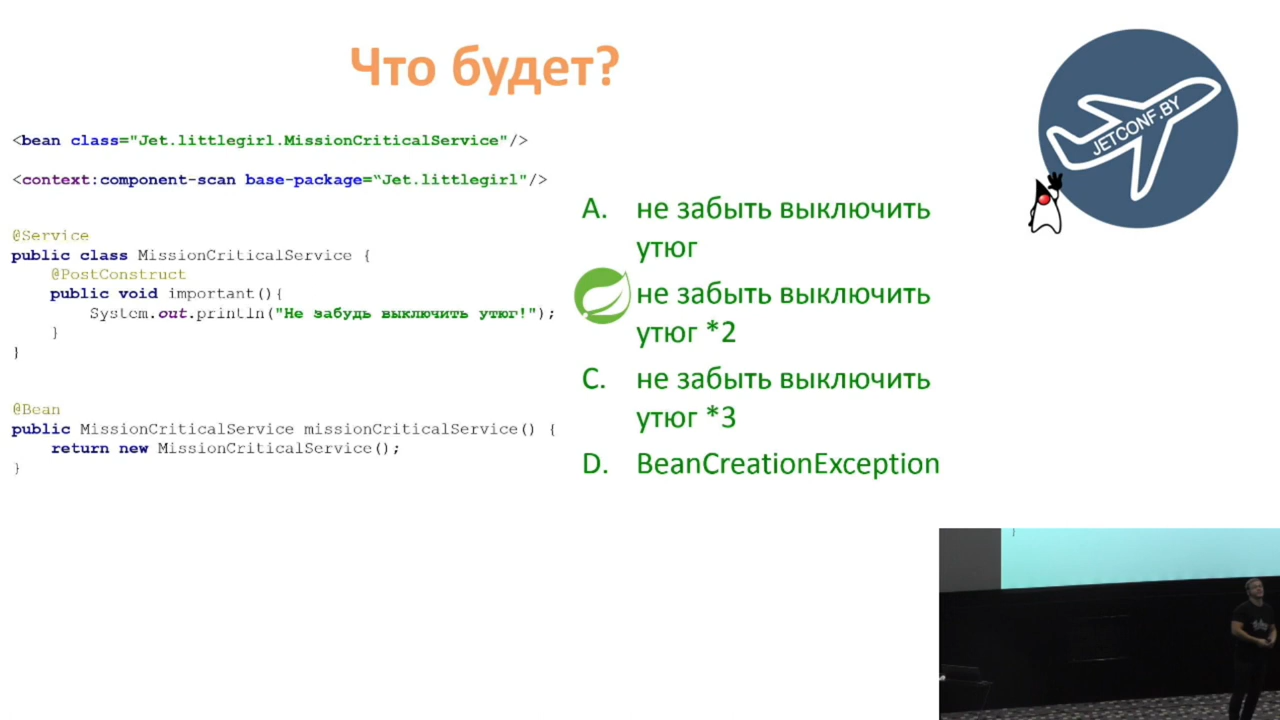 Что будет?
JETCONF.BY
<bean class="Jet.littlegirl.MissionCriticalService"/>
<context:component-scan base-package=“Jet.littlegirl"/>
@Service
public class MissionCriticalService {
@PostConstruct
public void important(){
System.out.println("Не забудь выключить утюг!");
}
}
@Bean
public MissionCriticalService missionCriticalService() {
return new MissionCriticalService();
}
A. не забыть выключить
утюг
не забыть выключить
утюг *2
C. не забыть выключить
утюг *3
D. BeanCreationException